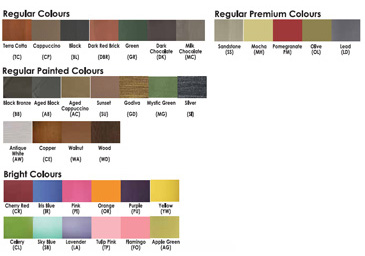 Regular Colours
Terra Cotta Cappuccino Black Dark Red Brick Green Dark Chocolate Milk Chocolate
(TC) (CP) (BL) (DBR) (GR) (DK) (MC)
Regular Premium Colours
Sandstone Mocha Pomegranate Olive Lead
(SS) (MH) (PM) (OL) (LD)
Regular Painted Colours
Black Bronze Aged Black Aged Cappuccino Sunset Godiva Mystic Green Silver
(BB) (AB) (AC) (SU) (GD) (MG) (SI)
Antique White Copper Walnut Wood
(AW) (CE) (WA) (WD)
Bright Colours
Cherry Red Iris Blue Pink Orange Purple Yellow
(CR) (IB) (PI) (OR) (PU) (YW)
Celery Sky Blue Lavender Tulip Pink Flamingo Apple Green
(CL) (SB) (LA) (TP) (FO) (AG)